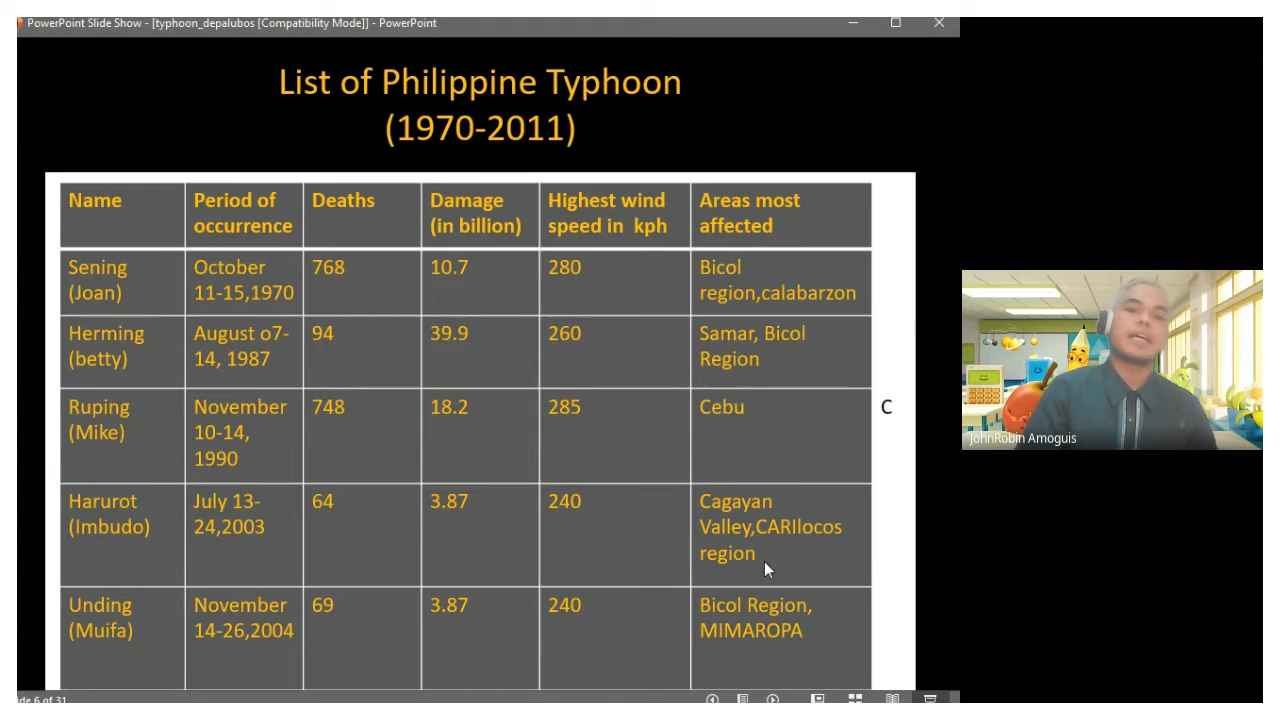 PowerPoint Slide Show - [typhoon_depalubos [Compatibility Mode]] - PowerPoint
List of Philippine Typhoon
(1970-2011)
Name
Period of
occurrence
Deaths
Damage
(in billion)
Highest wind
speed in kph
Areas most
affected
Sening
(Joan)
October
11-15,1970
768
10.7
280
Bicol
region,calabarzon
Herming
(betty)
August o7-
14, 1987
94
39.9
260
Samar, Bicol
Region
Ruping
(Mike)
November
10-14,
1990
748
18.2
285
Cebu
C
Harurot
(Imbudo)
July 13-
24,2003
64
3.87
240
Cagayan
Valley,CARIlocos
region
Unding
(Muifa)
November
14-26,2004
69
3.87
240
Bicol Region,
MIMAROPA
JohnRobin Amoguis
ide 6 of 31